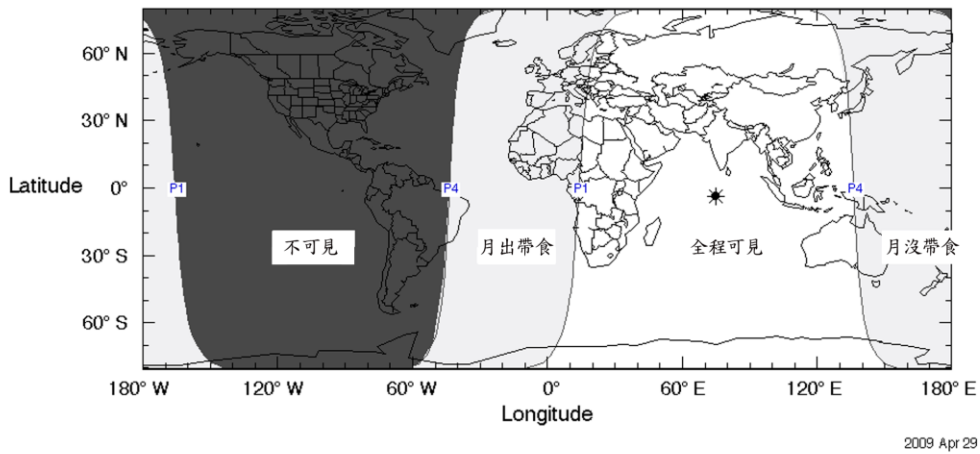 60° N
30° N
Latitude
0°
30° S
60° S
P1
P4
P1
P4
不可見
月出帶食
全程可見
月沒帶食
180° W
120° W
60° W
0°
60° E
120° E
180° E
Longitude
2009 Apr 29